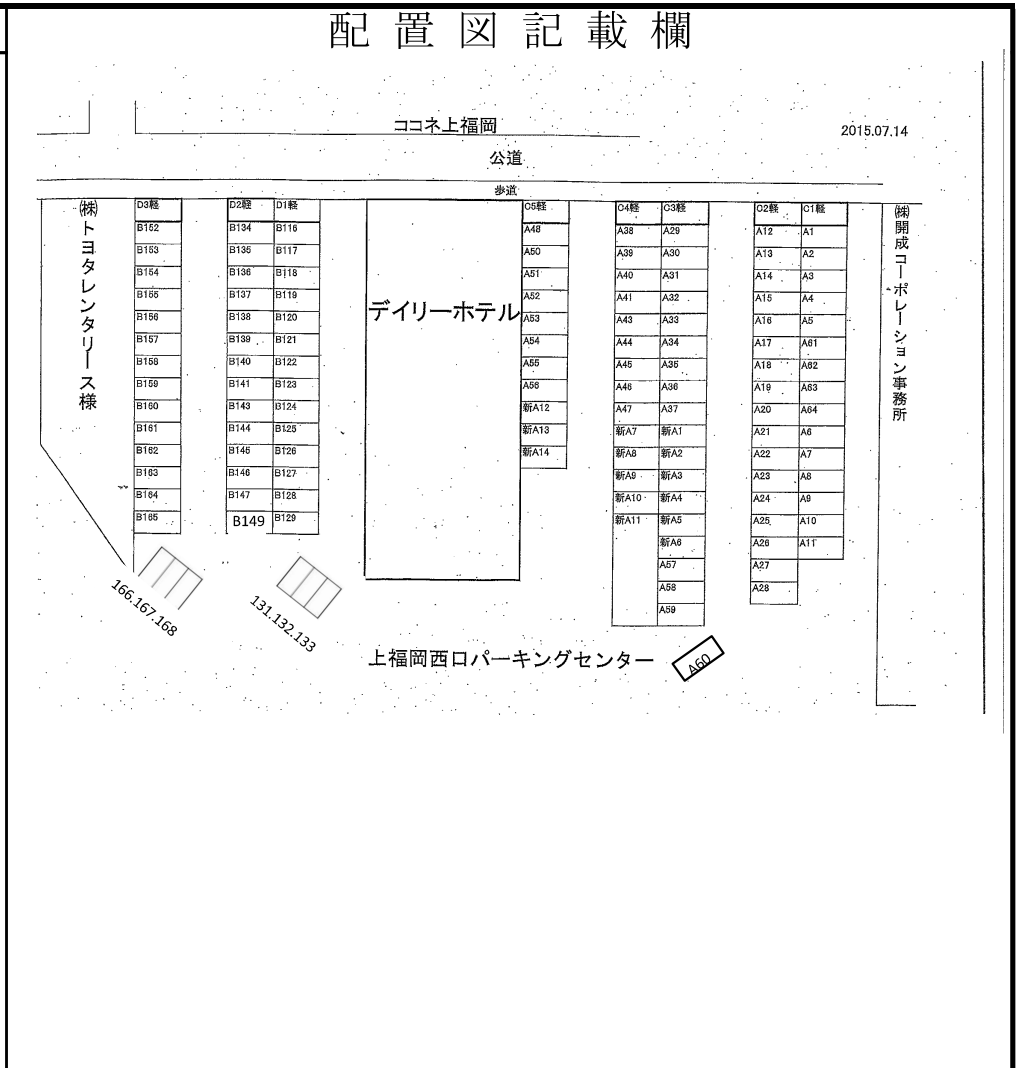 配置図記載欄
ココネ上福岡
2015.07.14
公道
歩道
㈱トヨタレンタリース様
D3軽
B152
B153
B154
B155
B156
B157
B158
B159
B160
B161
B162
B163
B164
B165
D2軽 D1軽
B134 B116
B135 B117
B136 B118
B137 B119
B138 B120
B139 B121
B140 B122
B141 B123
B143 B124
B144 B125
B145 B126
B146 B127
B147 B128
B149 B129
デイリーホテル
C5軽
A48
A50
A51
A52
A53
A54
A55
A56
新A12
新A13
新A14
C4軽 C3軽
A38 A29
A39 A30
A40 A31
A41 A32
A43 A33
A44 A34
A45 A35
A46 A36
A47 A37
新A7 新A1
新A8 新A2
新A9 新A3
新A10 新A4
新A11 新A5
新A6
A57
A58
A59
C2軽 C1軽
A12 A1
A13 A2
A14 A3
A15 A4
A16 A5
A17 A61
A18 A62
A19 A63
A20 A64
A21 A6
A22 A7
A23 A8
A24 A9
A25 A10
A26 A11
A27
A28
㈱開成コーポレーション事務所
166.167.168
131.132.133
上福岡西口パーキングセンター
A60